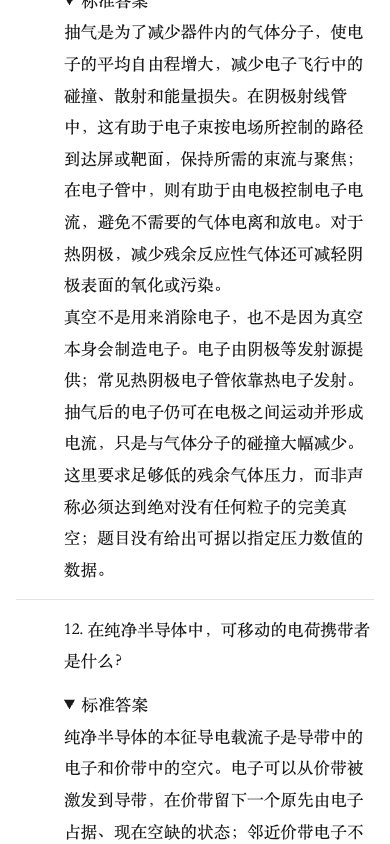 ▼ 标准答案
抽气是为了减少器件内的气体分子，使电
子的平均自由程增大，减少电子飞行中的
碰撞、散射和能量损失。在阴极射线管
中，这有助于电子束按电场所控制的路径
到达屏或靶面，保持所需的束流与聚焦；
在电子管中，则有助于由电极控制电子电
流，避免不需要的气体电离和放电。对于
热阴极，减少残余反应性气体还可减轻阴
极表面的氧化或污染。
真空不是用来消除电子，也不是因为真空
本身会制造电子。电子由阴极等发射源提
供；常见热阴极电子管依靠热电子发射。
抽气后的电子仍可在电极之间运动并形成
电流，只是与气体分子的碰撞大幅减少。
这里要求足够低的残余气体压力，而非声
称必须达到绝对没有任何粒子的完美真
空；题目没有给出可据以指定压力数值的
数据。
12. 在纯净半导体中，可移动的电荷携带者
是什么？
▼ 标准答案
纯净半导体的本征导电载流子是导带中的
电子和价带中的空穴。电子可以从价带被
激发到导带，在价带留下一个原先由电子
占据、现在空缺的状态；邻近价带电子不